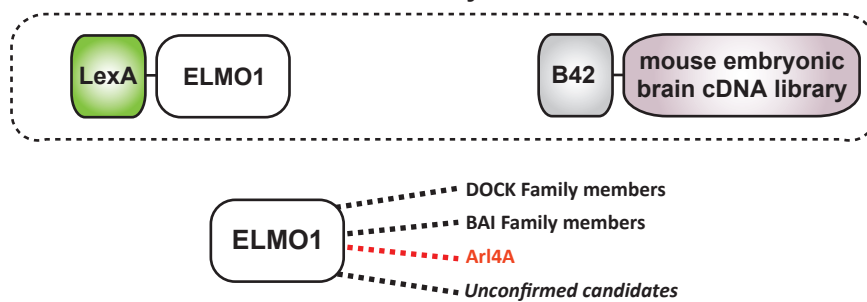 LexA
ELMO1
B42
mouse embryonic
brain cDNA library
ELMO1
DOCK Family members
BAI Family members
Arl4A
Unconfirmed candidates